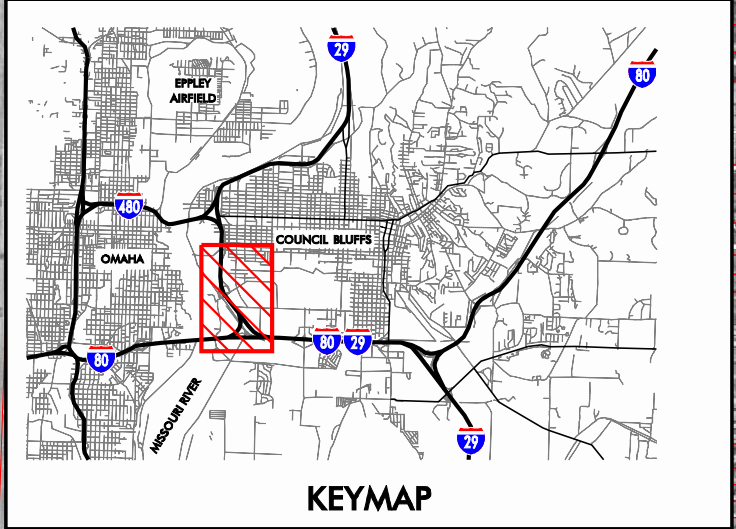 29
80
EPPLEY
AIRFIELD
480
COUNCIL BLUFFS
OMAHA
80 29
80
MISSOURI RIVER
29
KEYMAP